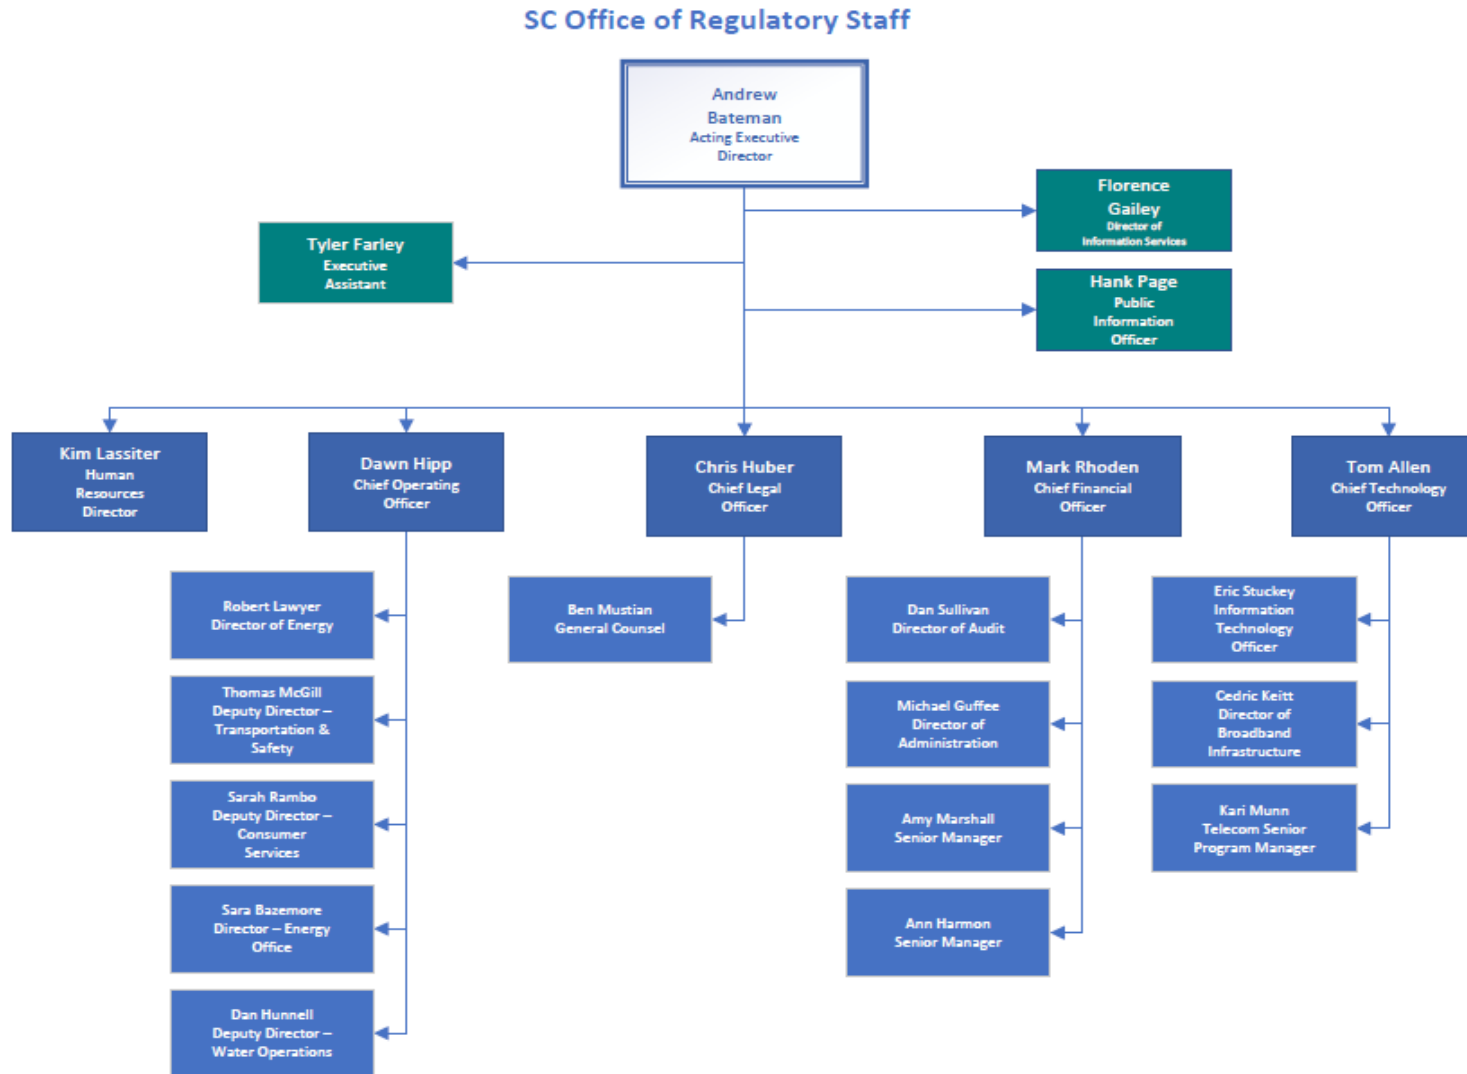 SC Office of Regulatory Staff
Andrew
Bateman
Acting Executive
Director
Florence
Gailey
Director of
Information Services
Tyler Farley
Executive
Assistant
Hank Page
Public
Information
Officer
Kim Lassiter
Human
Resources
Director
Dawn Hipp
Chief Operating
Officer
Chris Huber
Chief Legal
Officer
Mark Rhoden
Chief Financial
Officer
Tom Allen
Chief Technology
Officer
Robert Lawyer
Director of Energy
Thomas McGill
Deputy Director –
Transportation &
Safety
Sarah Rambo
Deputy Director –
Consumer
Services
Sara Bazemore
Director – Energy
Office
Dan Hunnell
Deputy Director –
Water Operations
Ben Mustian
General Counsel
Dan Sullivan
Director of Audit
Michael Guffee
Director of
Administration
Amy Marshall
Senior Manager
Ann Harmon
Senior Manager
Eric Stuckey
Information
Technology
Officer
Cedric Keitt
Director of
Broadband
Infrastructure
Kari Munn
Telecom Senior
Program Manager